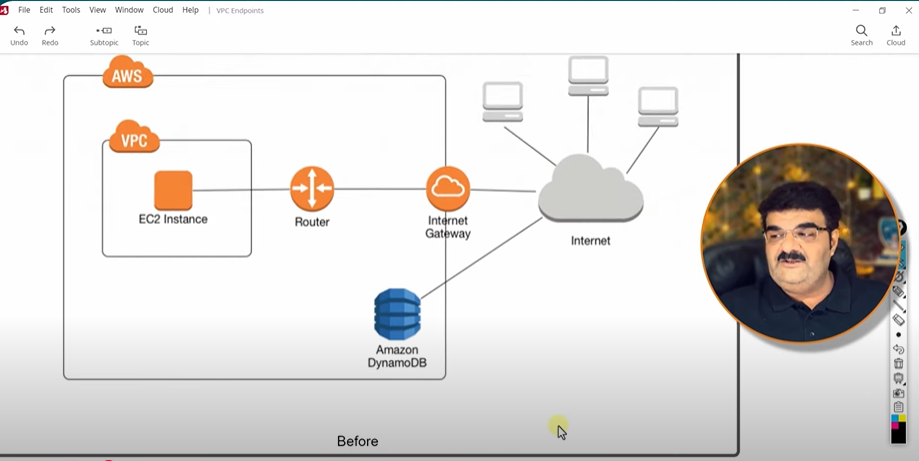 File Edit Tools View Window Cloud Help VPC Endpoints
Undo Redo Subtopic Topic Search Cloud
AWS
VPC
EC2 Instance
Router
Internet
Gateway
Internet
Amazon
DynamoDB
Before